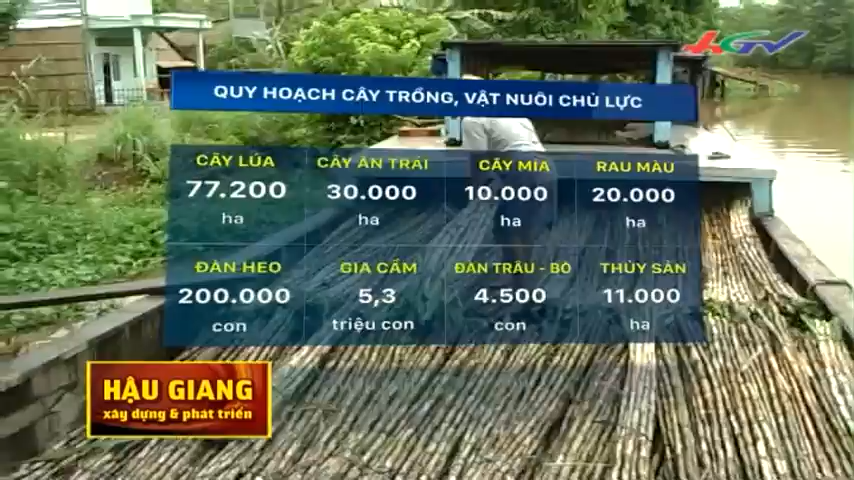 HGTV
QUY HOẠCH CÂY TRỒNG, VẬT NUÔI CHỦ LỰC
CÂY LÚA
77.200
ha
CÂY ĂN TRÁI
30.000
ha
CÂY MÍA
10.000
ha
RAU MÀU
20.000
ha
ĐÀN HEO
200.000
con
GIA CẦM
5,3
triệu con
ĐÀN TRÂU - BÒ
4.500
con
THỦY SẢN
11.000
ha
HẬU GIANG
xây dựng & phát triển